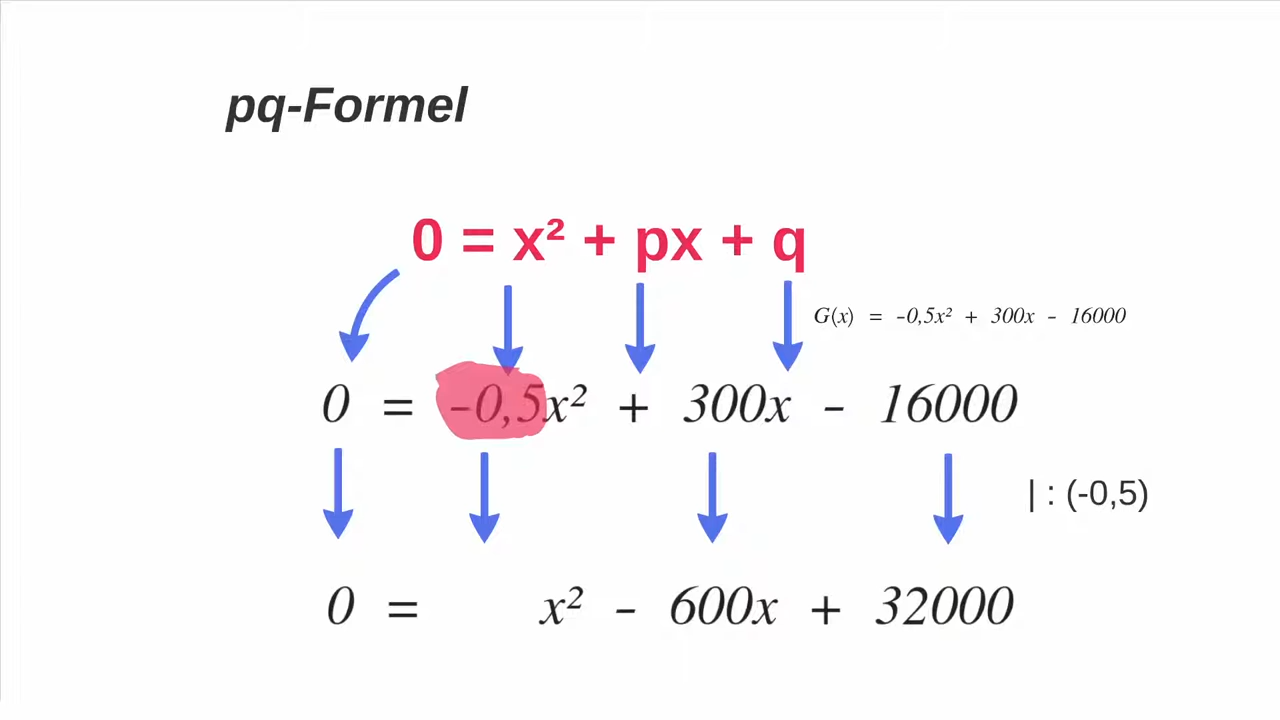 pq-Formel
0 = x² + px + q
G(x) = -0,5x² + 300x - 16000
0 = -0,5x² + 300x - 16000
| : (-0,5)
0 = x² - 600x + 32000